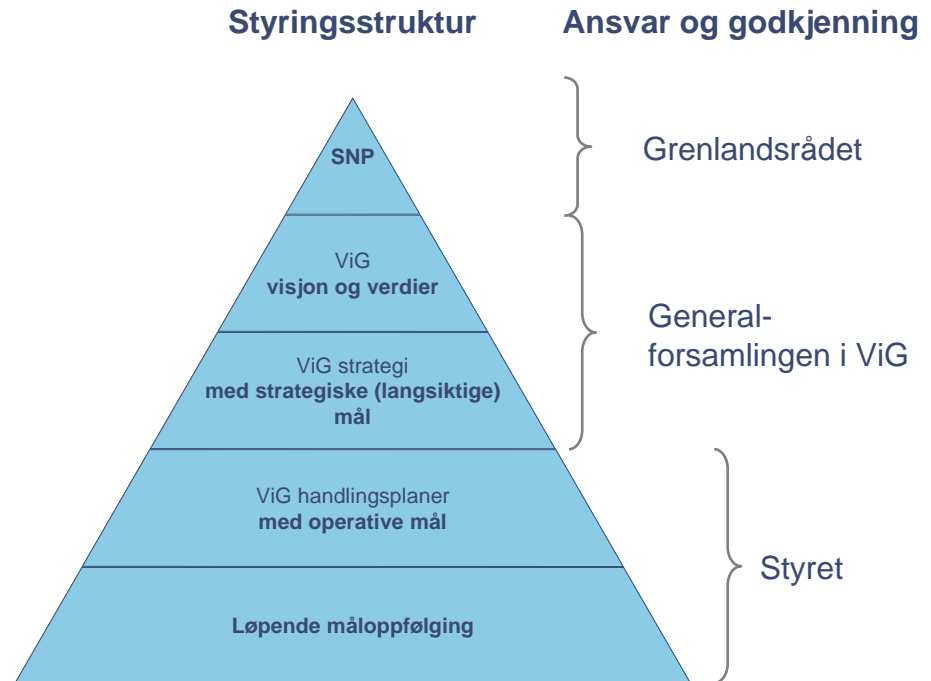 Styringsstruktur
Ansvar og godkjenning
SNP
Grenlandsrådet
ViG
visjon og verdier
General-
forsamlingen i ViG
ViG strategi
med strategiske (langsiktige)
mål
ViG handlingsplaner
med operative mål
Styret
Løpende måloppfølging